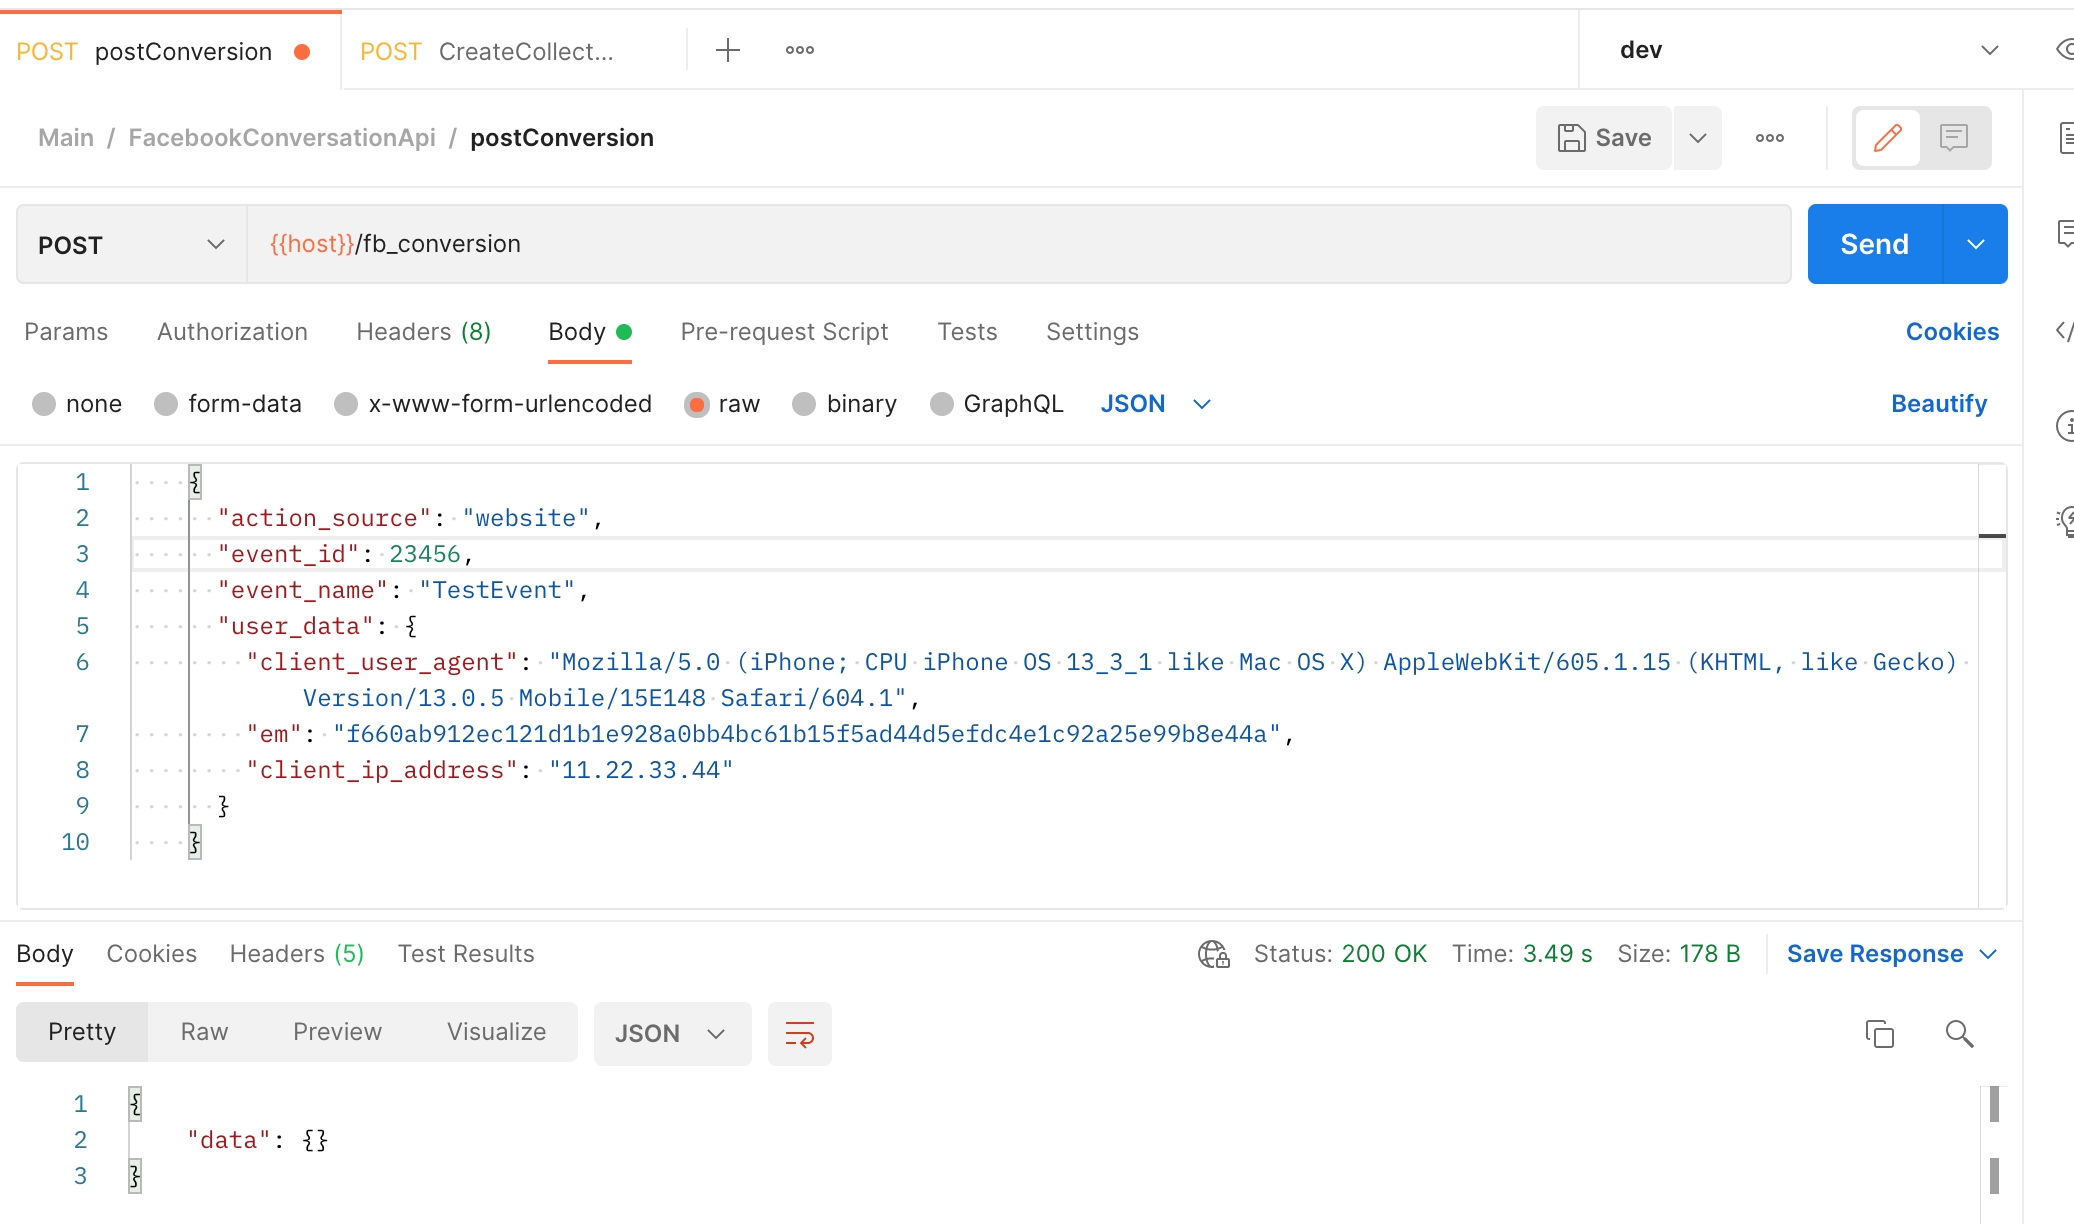 POST postConversion POST CreateCollect... dev
Main / FacebookConversationApi / postConversion Save
POST {{host}}/fb_conversion Send
Params Authorization Headers (8) Body Pre-request Script Tests Settings Cookies
none form-data x-www-form-urlencoded raw binary GraphQL JSON Beautify
1 {
2 "action_source": "website",
3 "event_id": 23456,
4 "event_name": "TestEvent",
5 "user_data": {
6 "client_user_agent": "Mozilla/5.0 (iPhone; CPU iPhone OS 13_3_1 like Mac OS X) AppleWebKit/605.1.15 (KHTML, like Gecko)
Version/13.0.5 Mobile/15E148 Safari/604.1",
7 "em": "f660ab912ec121d1b1e928a0bb4bc61b15f5ad44d5efdc4e1c92a25e99b8e44a",
8 "client_ip_address": "11.22.33.44"
9 }
10 }
Body Cookies Headers (5) Test Results Status: 200 OK Time: 3.49 s Size: 178 B Save Response
Pretty Raw Preview Visualize JSON
1 {
2 "data": {}
3 }